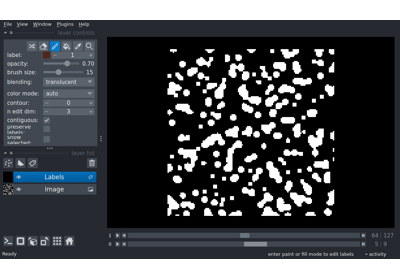 File View Window Plugins Help
layer controls
label: 1
opacity: 0.70
brush size: 15
blending: translucent
color mode: auto
contour: 0
n edit dim: 3
contiguous:
preserve labels:
show selected:
layer list
Labels
Image
1 64 127
0 5 9
Ready
enter paint or fill mode to edit labels
activity